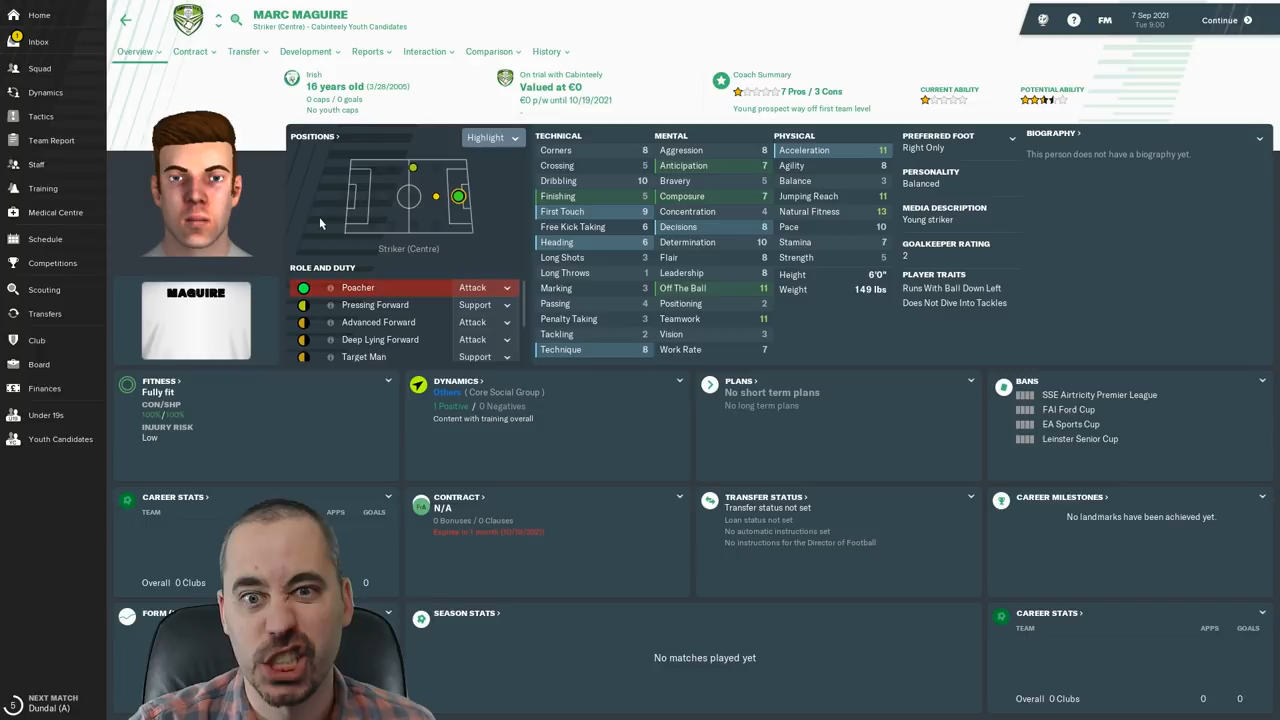 Home
Inbox
1
Squad
Dynamics
Tactics
Team Report
Staff
Training
Medical Centre
Schedule
Competitions
Scouting
Transfers
Club
Board
Finances
Under 19s
Youth Candidates
5
NEXT MATCH
Dundal (A)
MARC MAGUIRE
Striker (Centre) - Cabinteely Youth Candidates
?
FM
7 Sep 2021
Tue 9:00
Continue
Overview
Contract
Transfer
Development
Reports
Interaction
Comparison
History
Irish
16 years old (3/28/2005)
0 caps / 0 goals
No youth caps
On trial with Cabinteely
Valued at €0
€0 p/w until 10/19/2021
-
Coach Summary
7 Pros / 3 Cons
Young prospect way off first team level
CURRENT ABILITY
POTENTIAL ABILITY
MAGUIRE
POSITIONS
Highlight
Striker (Centre)
ROLE AND DUTY
Poacher Attack
Pressing Forward Support
Advanced Forward Attack
Deep Lying Forward Attack
Target Man Support
TECHNICAL
Corners 8
Crossing 5
Dribbling 10
Finishing 5
First Touch 9
Free Kick Taking 6
Heading 6
Long Shots 3
Long Throws 1
Marking 3
Passing 4
Penalty Taking 3
Tackling 2
Technique 8
MENTAL
Aggression 8
Anticipation 7
Bravery 5
Composure 7
Concentration 4
Decisions 8
Determination 10
Flair 8
Leadership 8
Off The Ball 11
Positioning 2
Teamwork 11
Vision 3
Work Rate 7
PHYSICAL
Acceleration 11
Agility 8
Balance 3
Jumping Reach 11
Natural Fitness 13
Pace 10
Stamina 7
Strength 5
Height 6'0"
Weight 149 lbs
PREFERRED FOOT
Right Only
PERSONALITY
Balanced
MEDIA DESCRIPTION
Young striker
GOALKEEPER RATING
2
PLAYER TRAITS
Runs With Ball Down Left
Does Not Dive Into Tackles
BIOGRAPHY
This person does not have a biography yet.
FITNESS
Fully fit
CON/SHP
100%/100%
INJURY RISK
Low
DYNAMICS
Others ( Core Social Group )
1 Positive / 0 Negatives
Content with training overall
PLANS
No short term plans
No long term plans
BANS
SSE Airtricity Premier League
FAI Ford Cup
EA Sports Cup
Leinster Senior Cup
CAREER STATS
TEAM APPS GOALS
Overall 0 Clubs 0
CONTRACT
N/A
0 Bonuses / 0 Clauses
Expires in 1 month (10/19/2021)
TRANSFER STATUS
Transfer status not set
Loan status not set
No automatic instructions set
No instructions for the Director of Football
CAREER MILESTONES
No landmarks have been achieved yet.
FORM
SEASON STATS
No matches played yet
CAREER STATS
TEAM APPS GOALS
Overall 0 Clubs 0 0